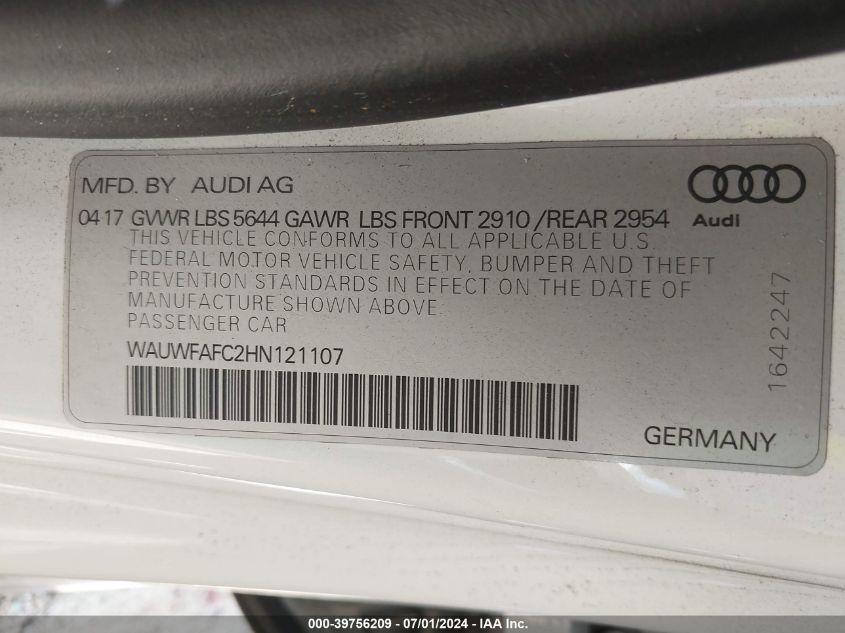 MFD. BY AUDI AG
Audi
04 17 GVWR LBS 5644 GAWR LBS FRONT 2910 /REAR 2954
THIS VEHICLE CONFORMS TO ALL APPLICABLE U.S.
FEDERAL MOTOR VEHICLE SAFETY, BUMPER AND THEFT
PREVENTION STANDARDS IN EFFECT ON THE DATE OF
MANUFACTURE SHOWN ABOVE.
PASSENGER CAR
WAUWFAFC2HN121107
1642247
GERMANY
000-39756209 - 07/01/2024 - IAA Inc.